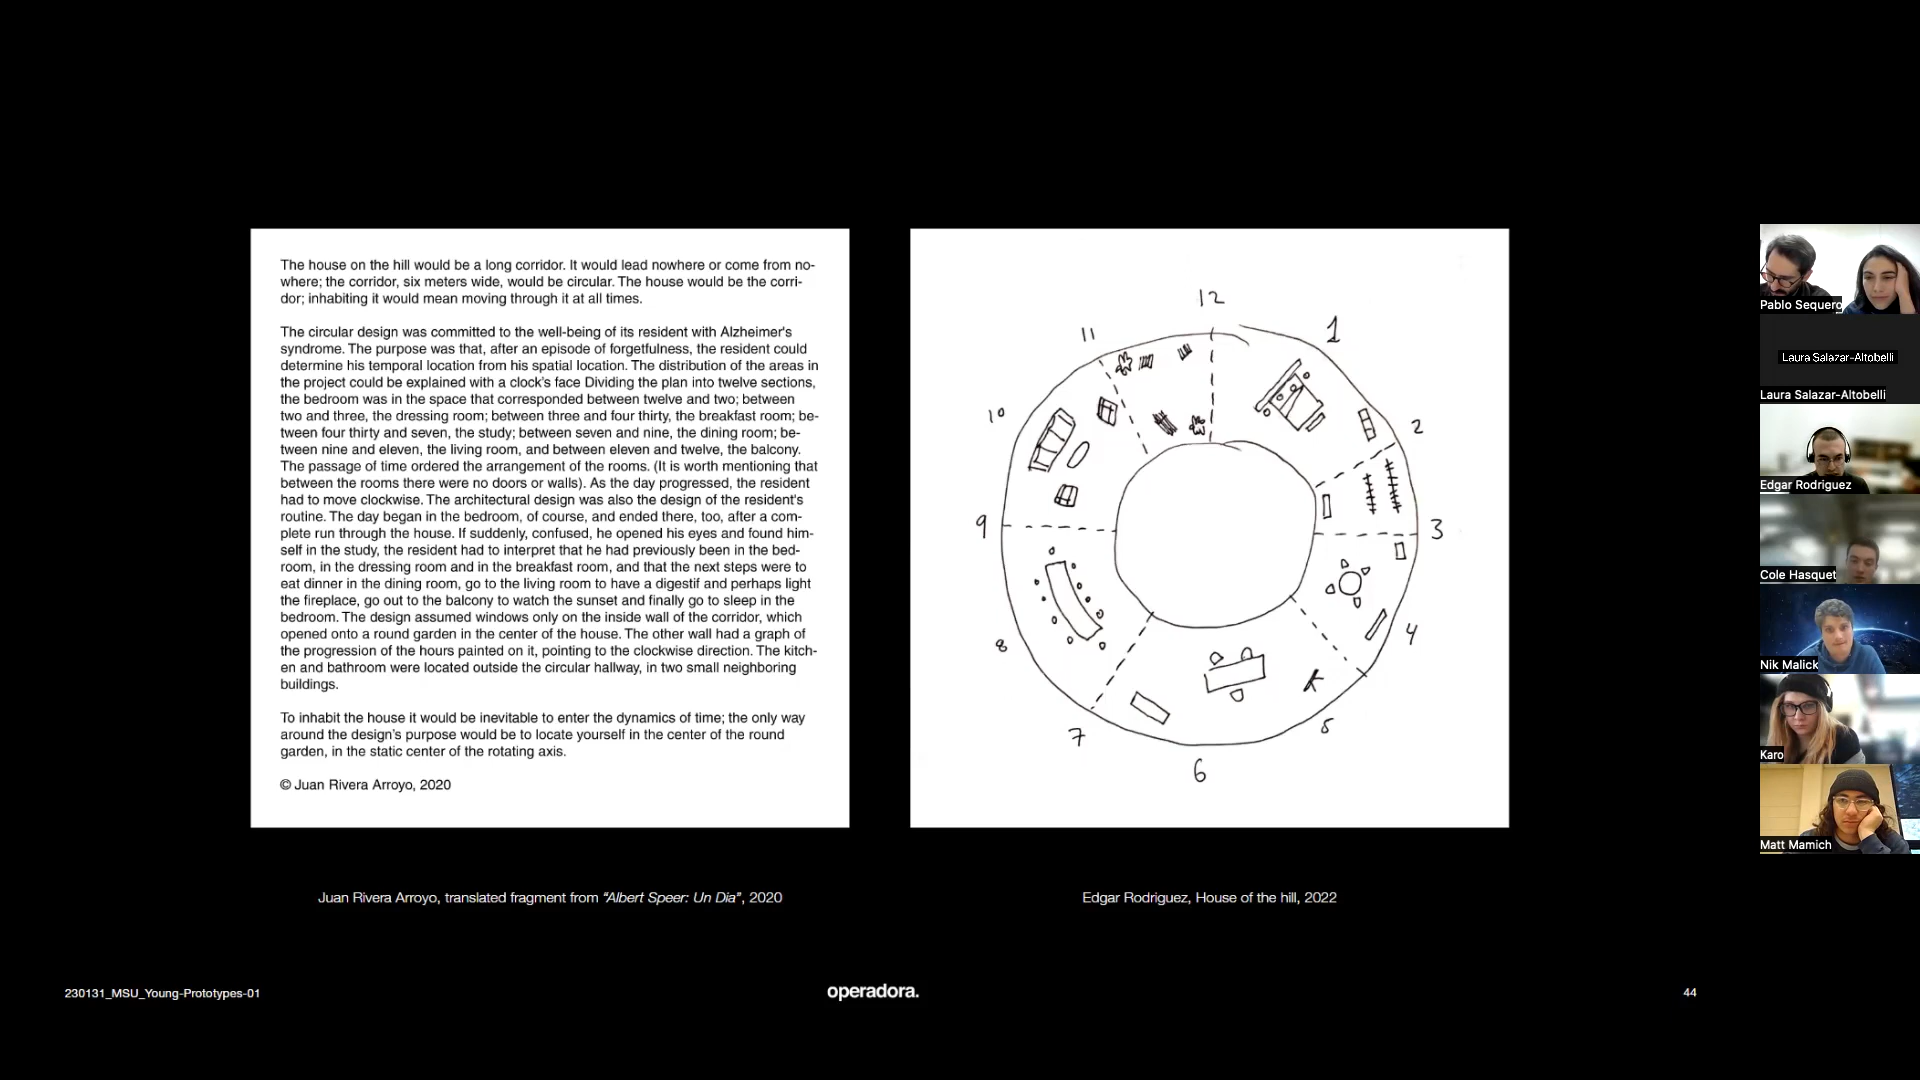 The house on the hill would be a long corridor. It would lead nowhere or come from no-
where; the corridor, six meters wide, would be circular. The house would be the corri-
dor; inhabiting it would mean moving through it at all times.
The circular design was committed to the well-being of its resident with Alzheimer's
syndrome. The purpose was that, after an episode of forgetfulness, the resident could
determine his temporal location from his spatial location. The distribution of the areas in
the project could be explained with a clock's face Dividing the plan into twelve sections,
the bedroom was in the space that corresponded between twelve and two; between
two and three, the dressing room; between three and four thirty, the breakfast room; be-
tween four thirty and seven, the study; between seven and nine, the dining room; be-
tween nine and eleven, the living room, and between eleven and twelve, the balcony.
The passage of time ordered the arrangement of the rooms. (It is worth mentioning that
between the rooms there were no doors or walls). As the day progressed, the resident
had to move clockwise. The architectural design was also the design of the resident's
routine. The day began in the bedroom, of course, and ended there, too, after a com-
plete run through the house. If suddenly, confused, he opened his eyes and found him-
self in the study, the resident had to interpret that he had previously been in the bed-
room, in the dressing room and in the breakfast room, and that the next steps were to
eat dinner in the dining room, go to the living room to have a digestif and perhaps light
the fireplace, go out to the balcony to watch the sunset and finally go to sleep in the
bedroom. The design assumed windows only on the inside wall of the corridor, which
opened onto a round garden in the center of the house. The other wall had a graph of
the progression of the hours painted on it, pointing to the clockwise direction. The kitch-
en and bathroom were located outside the circular hallway, in two small neighboring
buildings.
To inhabit the house it would be inevitable to enter the dynamics of time; the only way
around the design's purpose would be to locate yourself in the center of the round
garden, in the static center of the rotating axis.
© Juan Rivera Arroyo, 2020
12
1
2
3
4
5
6
7
8
9
10
11
Juan Rivera Arroyo, translated fragment from "Albert Speer: Un Dia", 2020
Edgar Rodriguez, House of the hill, 2022
230131_MSU_Young-Prototypes-01
operadora.
44
Pablo Sequero
Laura Salazar-Altobelli
Laura Salazar-Altobelli
Edgar Rodriguez
Cole Hasquet
Nik Malick
Karo
Matt Mamich